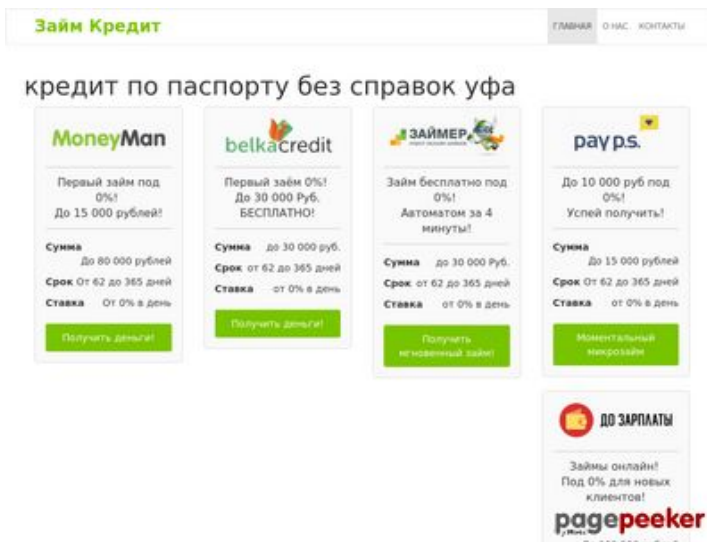 Займ Кредит
ГЛАВНАЯ О НАС КОНТАКТЫ
кредит по паспорту без справок уфа
MoneyMan
Первый займ под
0%!
До 15 000 рублей!
Сумма
До 80 000 рублей
Срок От 62 до 365 дней
Ставка От 0% в день
Получить деньги!
belkacredit
Первый заём 0%!
До 30 000 Руб.
БЕСПЛАТНО!
Сумма до 30 000 руб.
Срок от 62 до 365 дней
Ставка от 0% в день
Получить деньги!
ЗАЙМЕР
Займ бесплатно под
0%!
Автоматом за 4
минуты!
Сумма до 30 000 Руб.
Срок от 62 до 365 дней
Ставка от 0% в день
Получить
мгновенный займ!
pay p.s.
До 10 000 руб под
0%!
Успей получить!
Сумма
До 15 000 рублей
Срок От 62 до 365 дней
Ставка от 0% в день
Моментальный
микрозайм
ДО ЗАРПЛАТЫ
Займы онлайн!
Под 0% для новых
клиентов!
pagepeeker